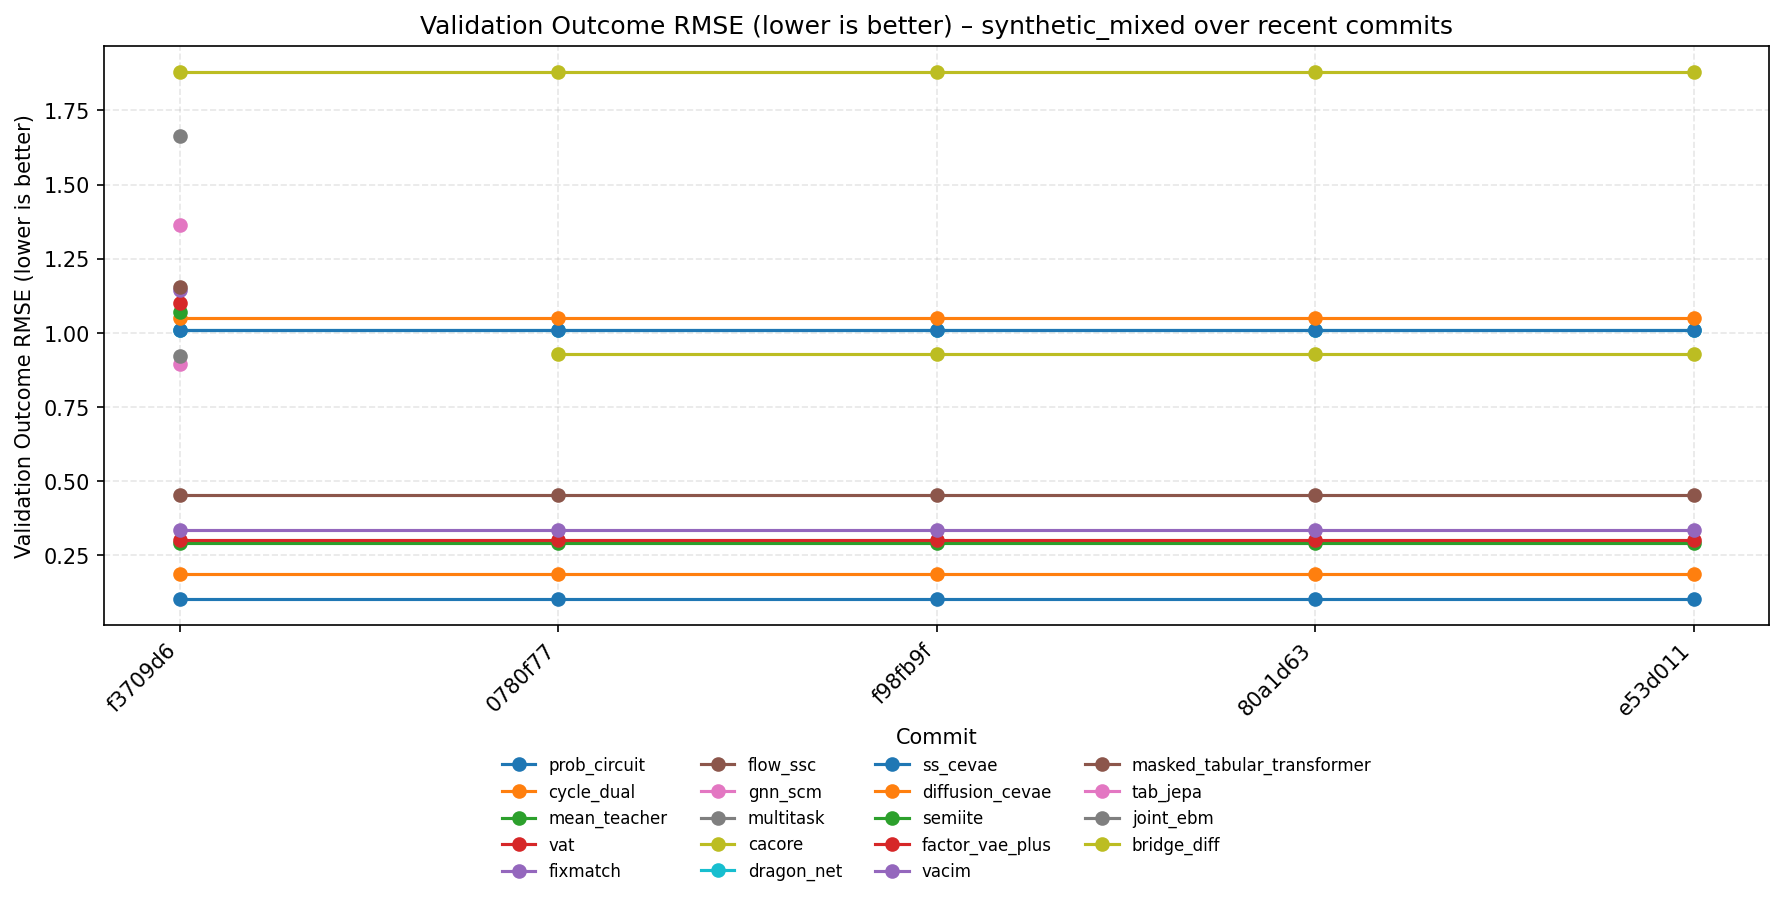 Validation Outcome RMSE (lower is better) – synthetic_mixed over recent commits
Validation Outcome RMSE (lower is better)
1.75
1.50
1.25
1.00
0.75
0.50
0.25
f3709d6
0780f77
f98fb9f
80a1d63
e53d011
Commit
prob_circuit
cycle_dual
mean_teacher
vat
fixmatch
flow_ssc
gnn_scm
multitask
cacore
dragon_net
ss_cevae
diffusion_cevae
semiite
factor_vae_plus
vacim
masked_tabular_transformer
tab_jepa
joint_ebm
bridge_diff